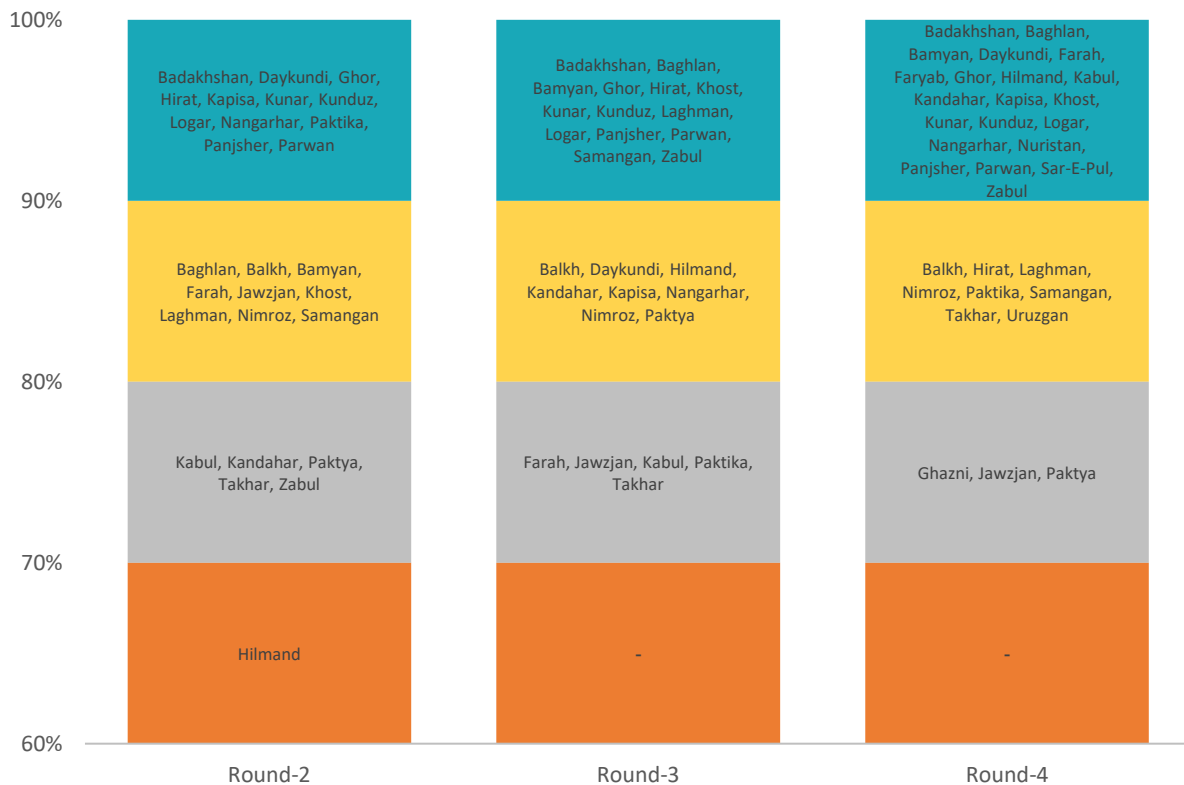 100%
Badakhshan, Daykundi, Ghor,
Hirat, Kapisa, Kunar, Kunduz,
Logar, Nangarhar, Paktika,
Panjsher, Parwan
Badakhshan, Baghlan,
Bamyan, Ghor, Hirat, Khost,
Kunar, Kunduz, Laghman,
Logar, Panjsher, Parwan,
Samangan, Zabul
Badakhshan, Baghlan,
Bamyan, Daykundi, Farah,
Faryab, Ghor, Hilmand, Kabul,
Kandahar, Kapisa, Khost,
Kunar, Kunduz, Logar,
Nangarhar, Nuristan,
Panjsher, Parwan, Sar-E-Pul,
Zabul
90%
Baghlan, Balkh, Bamyan,
Farah, Jawzjan, Khost,
Laghman, Nimroz, Samangan
Balkh, Daykundi, Hilmand,
Kandahar, Kapisa, Nangarhar,
Nimroz, Paktya
Balkh, Hirat, Laghman,
Nimroz, Paktika, Samangan,
Takhar, Uruzgan
80%
Kabul, Kandahar, Paktya,
Takhar, Zabul
Farah, Jawzjan, Kabul, Paktika,
Takhar
Ghazni, Jawzjan, Paktya
70%
Hilmand
-
-
60%
Round-2
Round-3
Round-4